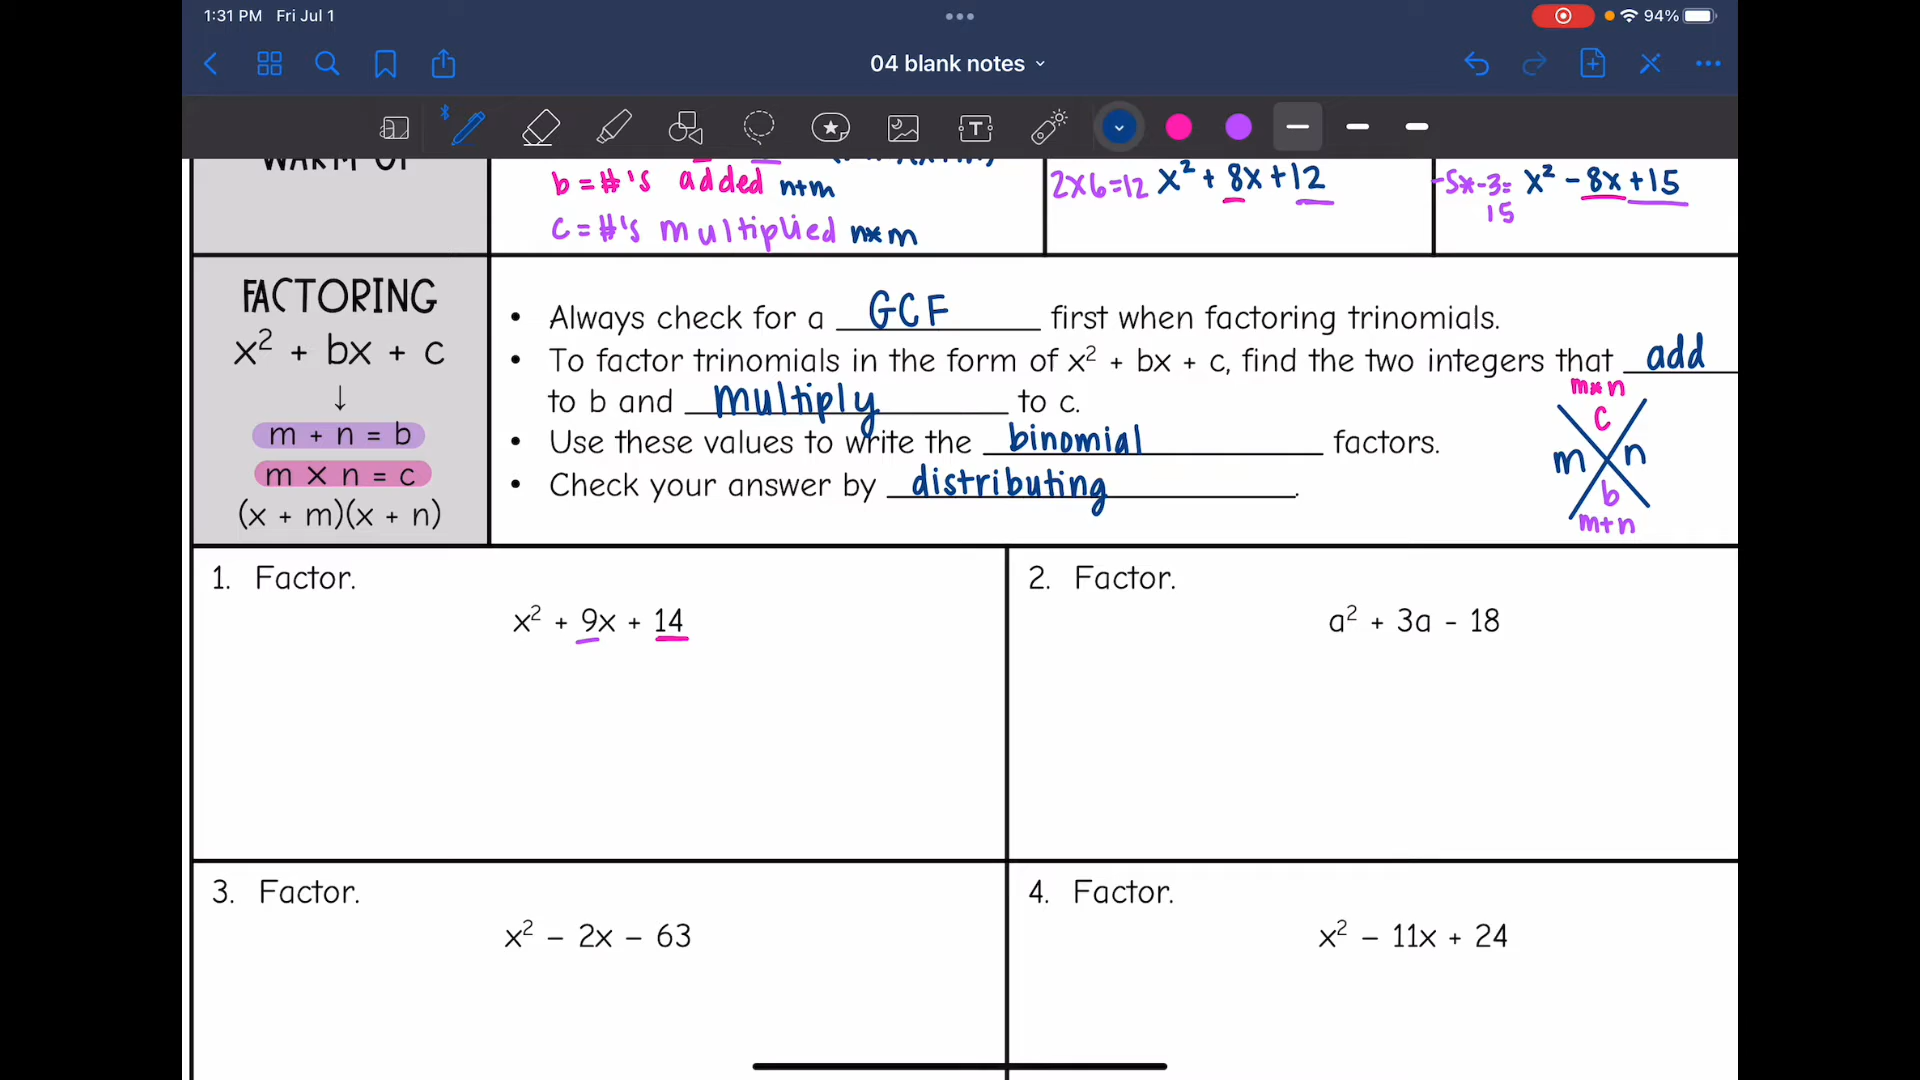 1:31 PM Fri Jul 1
94%
04 blank notes
WARM UP
b = #'s added n+m
c = #'s multiplied n*m
2x6=12 x² + 8x + 12
-5*-3= 15 x² - 8x + 15
FACTORING
x² + bx + c
↓
m + n = b
m × n = c
(x + m)(x + n)
• Always check for a GCF first when factoring trinomials.
• To factor trinomials in the form of x² + bx + c, find the two integers that add
to b and multiply to c.
• Use these values to write the binomial factors.
• Check your answer by distributing.
m*n
c
m n
b
m+n
1. Factor.
x² + 9x + 14
2. Factor.
a² + 3a - 18
3. Factor.
x² – 2x – 63
4. Factor.
x² – 11x + 24